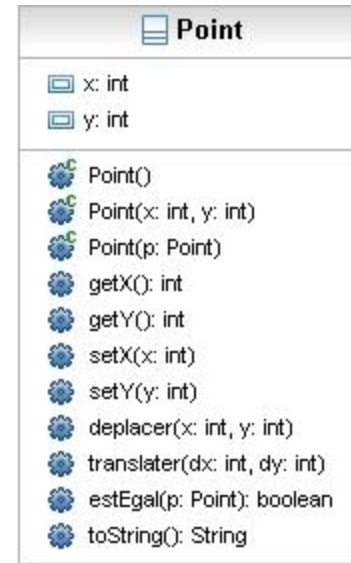 Point
x: int
y: int
Point()
Point(x: int, y: int)
Point(p: Point)
getX(): int
getY(): int
setX(x: int)
setY(y: int)
deplacer(x: int, y: int)
translater(dx: int, dy: int)
estEgal(p: Point): boolean
toString(): String